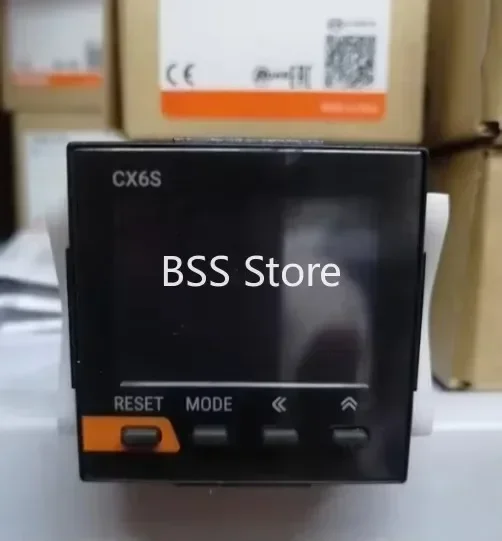 CX6S
BSS Store
RESET MODE « ︽